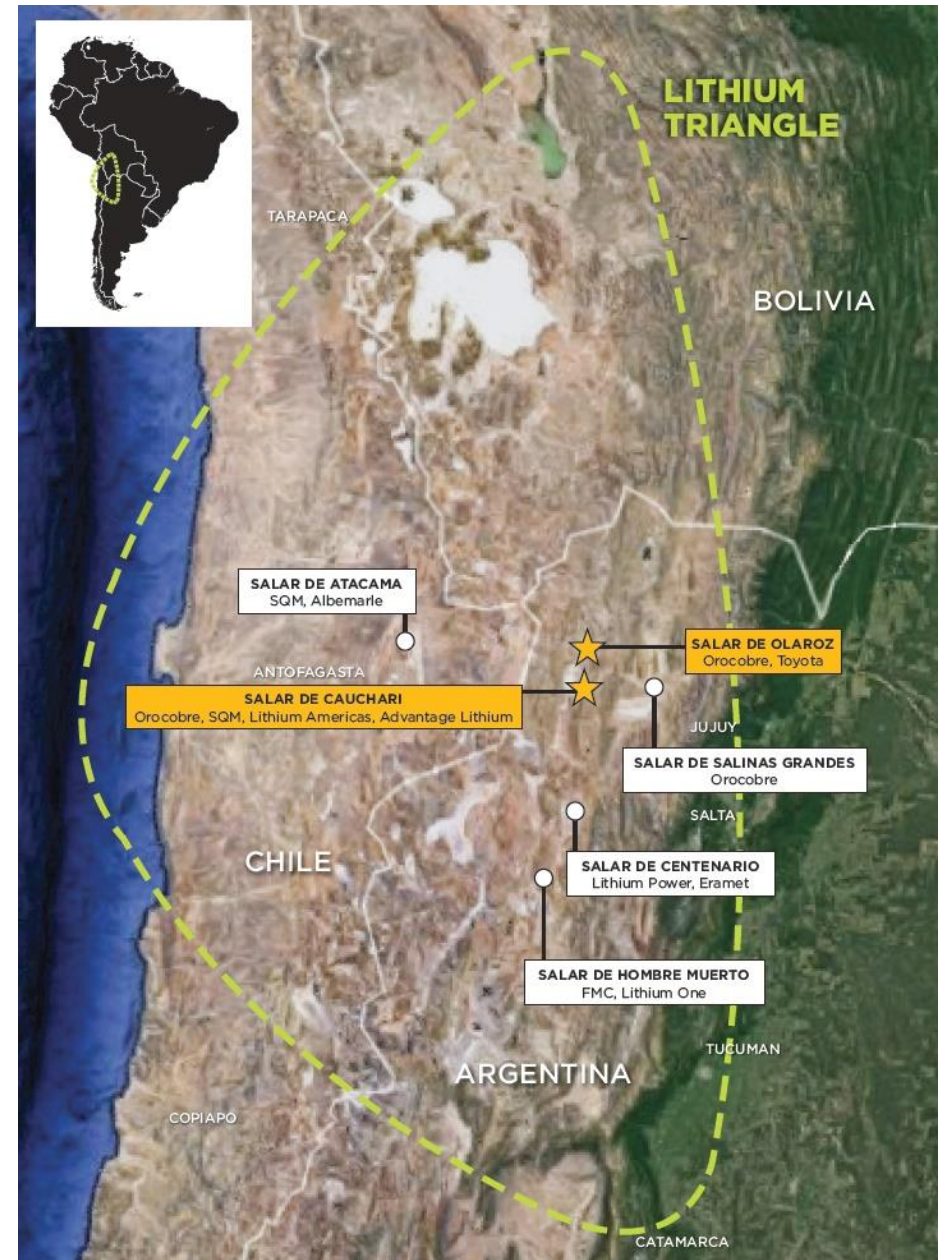 LITHIUM
TRIANGLE
TARAPACA
BOLIVIA
SALAR DE ATACAMA
SQM, Albemarle
SALAR DE OLAROZ
Orocobre, Toyota
ANTOFAGASTA
SALAR DE CAUCHARI
Orocobre, SQM, Lithium Americas, Advantage Lithium
JUJUY
SALAR DE SALINAS GRANDES
Orocobre
SALTA
CHILE
SALAR DE CENTENARIO
Lithium Power, Eramet
SALAR DE HOMBRE MUERTO
FMC, Lithium One
TUCUMAN
ARGENTINA
COPIAPO
CATAMARCA